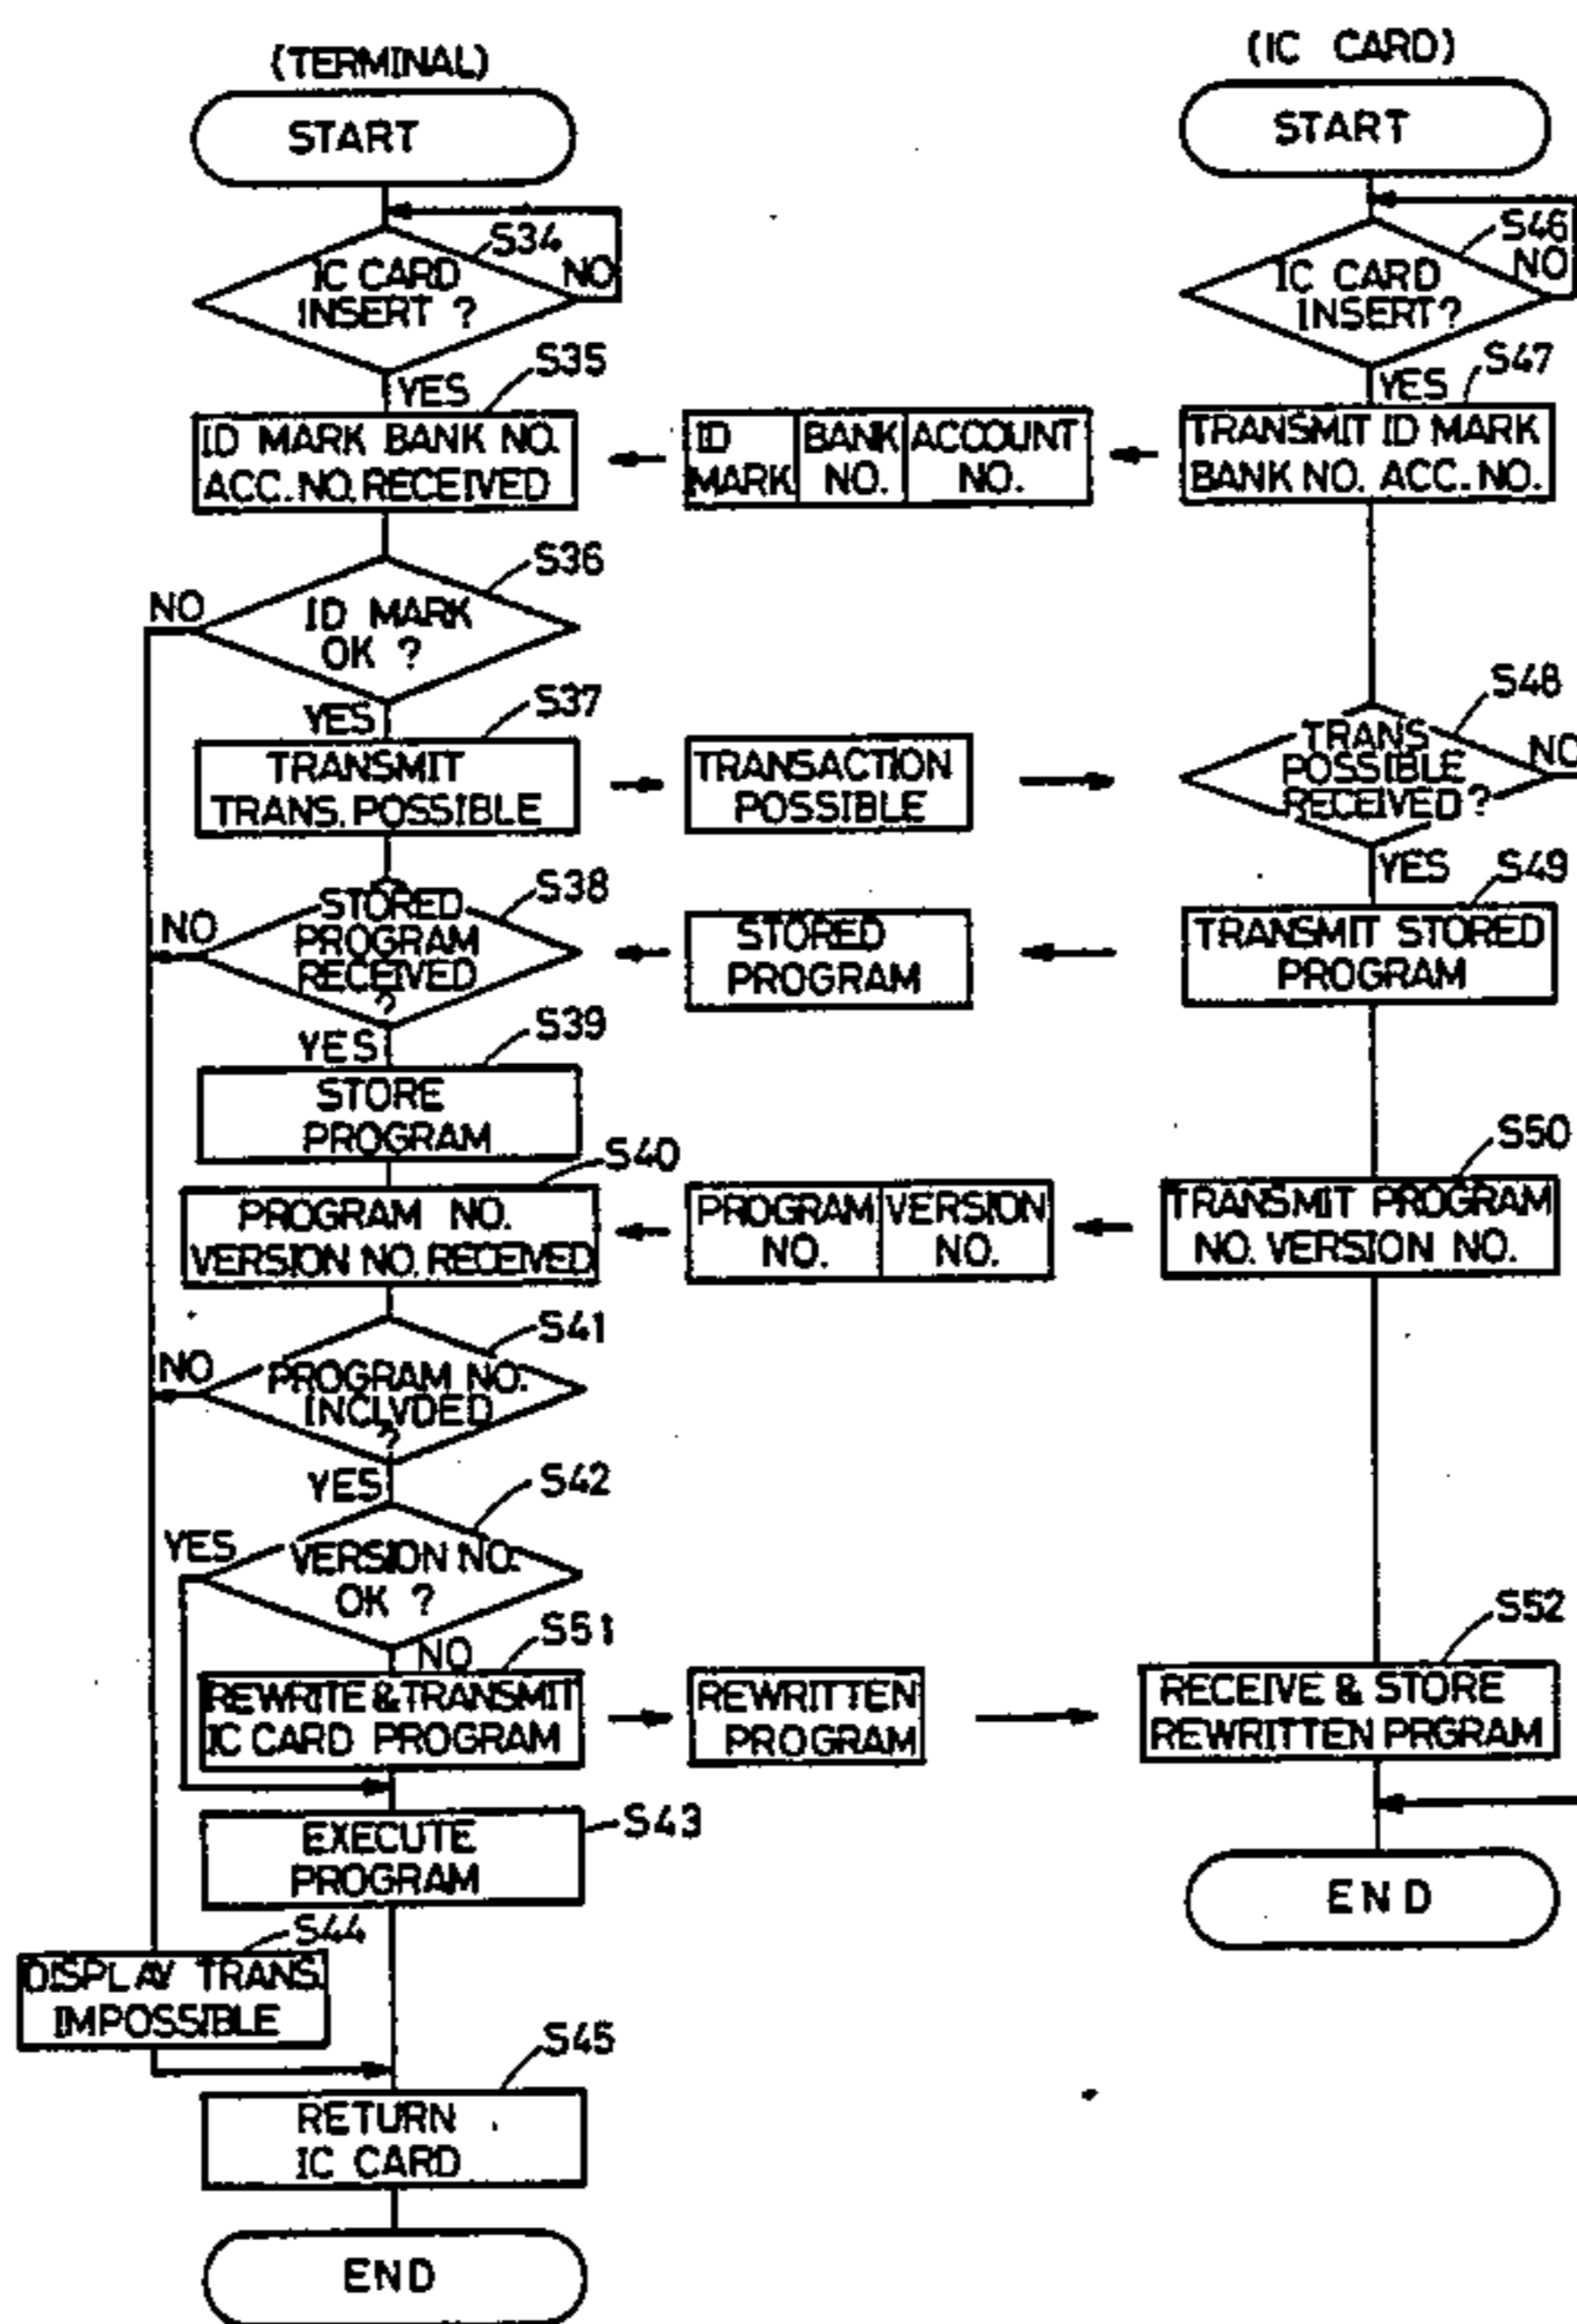 (TERMINAL)
START
S34
IC CARD
INSERT ?
NO
YES
S35
ID MARK BANK NO.
ACC. NO. RECEIVED
S36
ID MARK
OK ?
NO
YES
S37
TRANSMIT
TRANS. POSSIBLE
S38
STORED
PROGRAM
RECEIVED
?
NO
YES
S39
STORE
PROGRAM
S40
PROGRAM NO.
VERSION NO. RECEIVED
S41
PROGRAM NO.
INCLVDED
?
NO
YES
S42
VERSION NO.
OK ?
YES
NO
S51
REWRITE & TRANSMIT
IC CARD PROGRAM
S43
EXECUTE
PROGRAM
S44
DISPLAY TRANS.
IMPOSSIBLE
S45
RETURN
IC CARD
END
ID
MARK
BANK
NO.
ACCOUNT
NO.
TRANSACTION
POSSIBLE
STORED
PROGRAM
PROGRAM
NO.
VERSION
NO.
REWRITTEN
PROGRAM
(IC CARD)
START
S46
IC CARD
INSERT?
NO
YES
S47
TRANSMIT ID MARK
BANK NO. ACC. NO.
S48
TRANS
POSSIBLE
RECEIVED?
NO
YES
S49
TRANSMIT STORED
PROGRAM
S50
TRANSMIT PROGRAM
NO. VERSION NO.
S52
RECEIVE & STORE
REWRITTEN PRGRAM
END